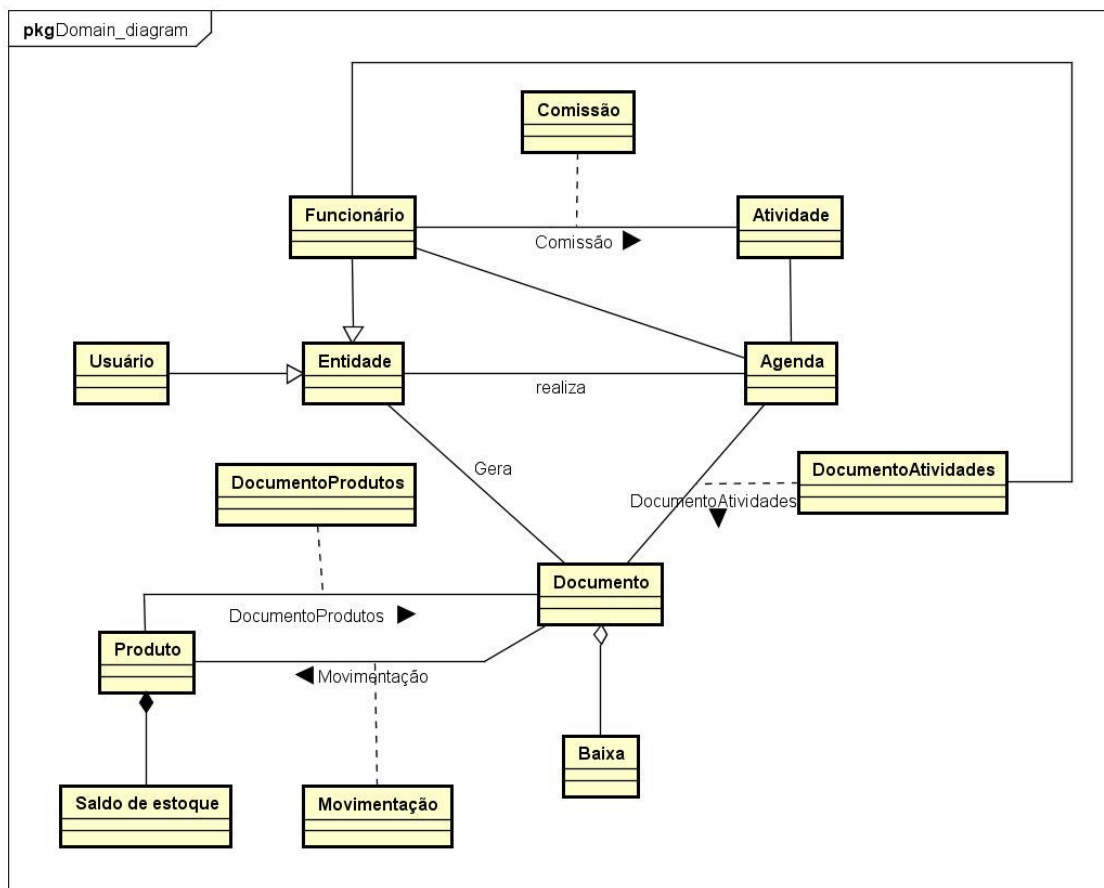 pkgDomain_diagram
Comissão
Funcionário
Atividade
Comissão
Usuário
Entidade
Agenda
realiza
Gera
DocumentoAtividades
DocumentoProdutos
DocumentoAtividades
Documento
DocumentoProdutos
Produto
Movimentação
Baixa
Saldo de estoque
Movimentação